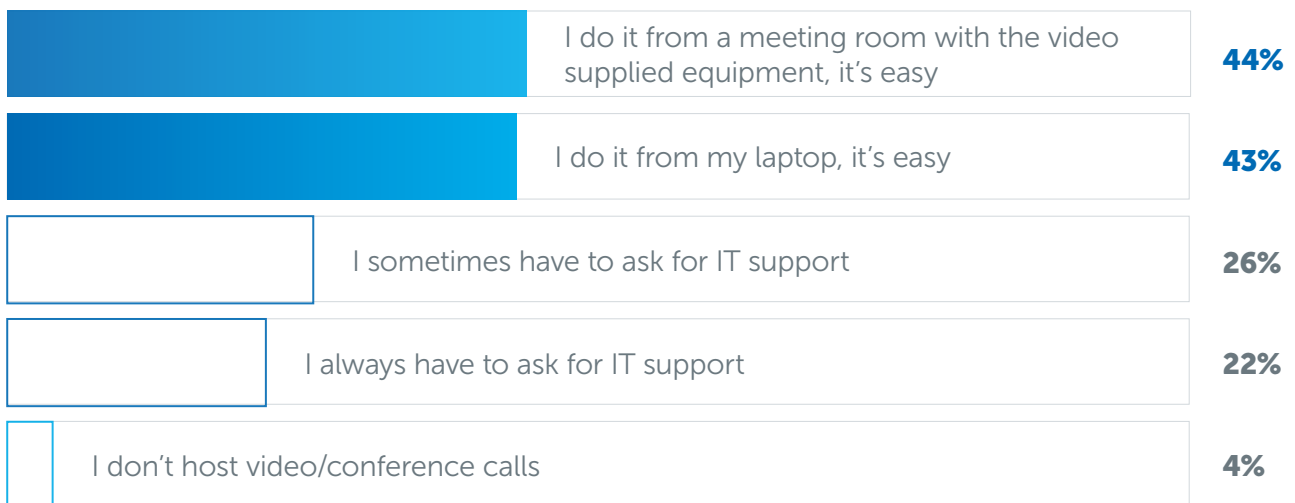 I do it from a meeting room with the video
supplied equipment, it's easy
44%
I do it from my laptop, it's easy
43%
I sometimes have to ask for IT support
26%
I always have to ask for IT support
22%
I don't host video/conference calls
4%